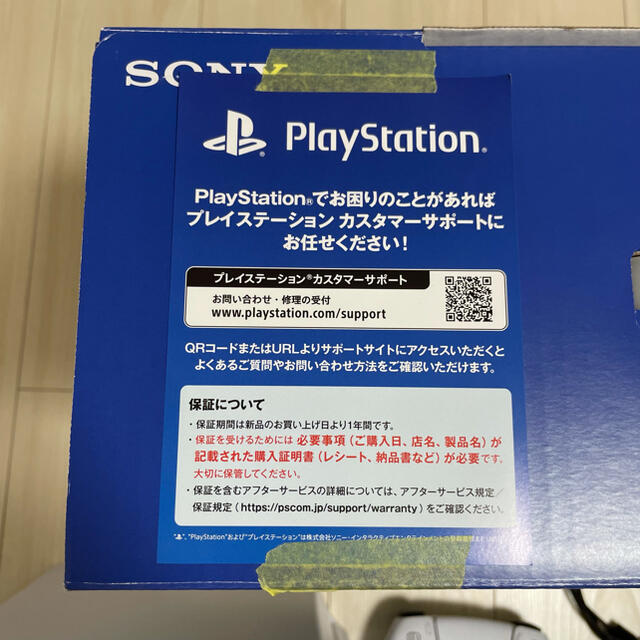 SONY
PlayStation®
PlayStation®でお困りのことがあれば
プレイステーション カスタマーサポートに
お任せください!
プレイステーション®カスタマーサポート
お問い合わせ・修理の受付
www.playstation.com/support
QRコードまたはURLよりサポートサイトにアクセスいただくと
よくあるご質問やお問い合わせ方法をご確認いただけます。
保証について
・保証期間は新品のお買い上げ日より1年間です。
・保証を受けるためには 必要事項(ご購入日、店名、製品名)が
記載された購入証明書(レシート、納品書など)が必要です。
大切に保管してください。
・保証を含むアフターサービスの詳細については、アフターサービス規定/
保証規定(https://pscom.jp/support/warranty)をご確認ください。
"PlayStation"および"プレイステーション"は株式会社ソニー・インタラクティブエンタテインメントの登録商標